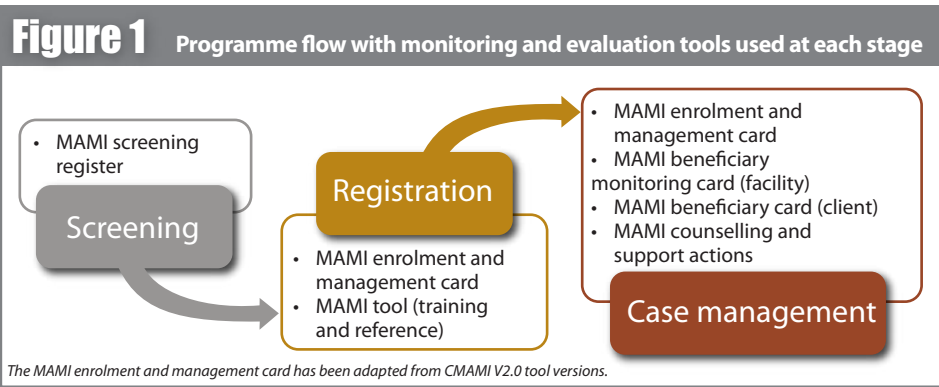 Figure 1 Programme flow with monitoring and evaluation tools used at each stage
• MAMI screening
register
Screening
Registration
• MAMI enrolment and
management card
• MAMI tool (training
and reference)
• MAMI enrolment and
management card
• MAMI beneficiary
monitoring card (facility)
• MAMI beneficiary card (client)
• MAMI counselling and
support actions
Case management
The MAMI enrolment and management card has been adapted from CMAMI V2.0 tool versions.